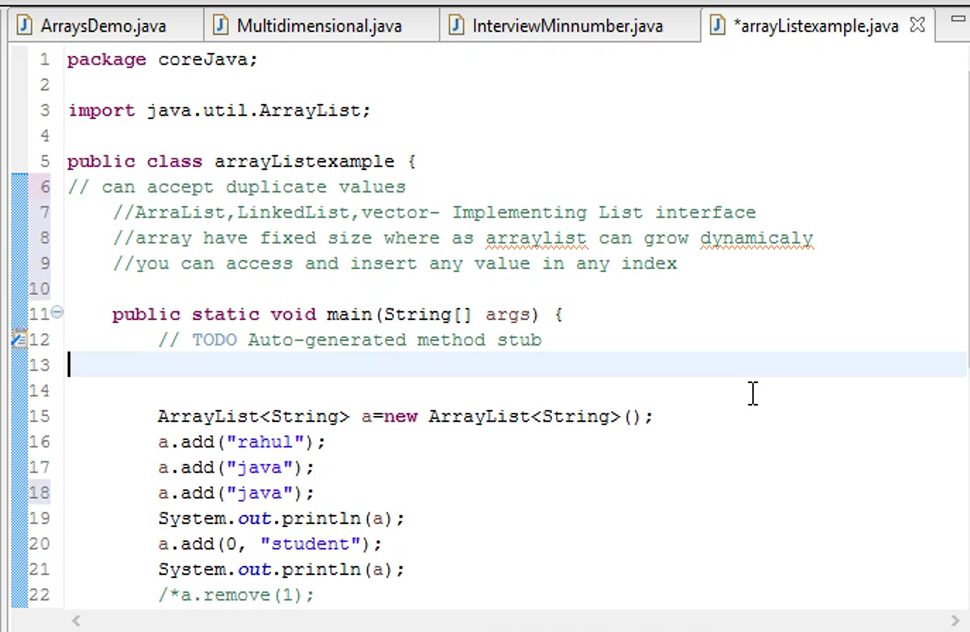 ArraysDemo.java Multidimensional.java InterviewMinnumber.java *arrayListexample.java
1 package coreJava;
2
3 import java.util.ArrayList;
4
5 public class arrayListexample {
6 // can accept duplicate values
7 //ArraList,LinkedList,vector- Implementing List interface
8 //array have fixed size where as arraylist can grow dynamicaly
9 //you can access and insert any value in any index
10
11 public static void main(String[] args) {
12 // TODO Auto-generated method stub
13
14
15 ArrayList<String> a=new ArrayList<String>();
16 a.add("rahul");
17 a.add("java");
18 a.add("java");
19 System.out.println(a);
20 a.add(0, "student");
21 System.out.println(a);
22 /*a.remove(1);